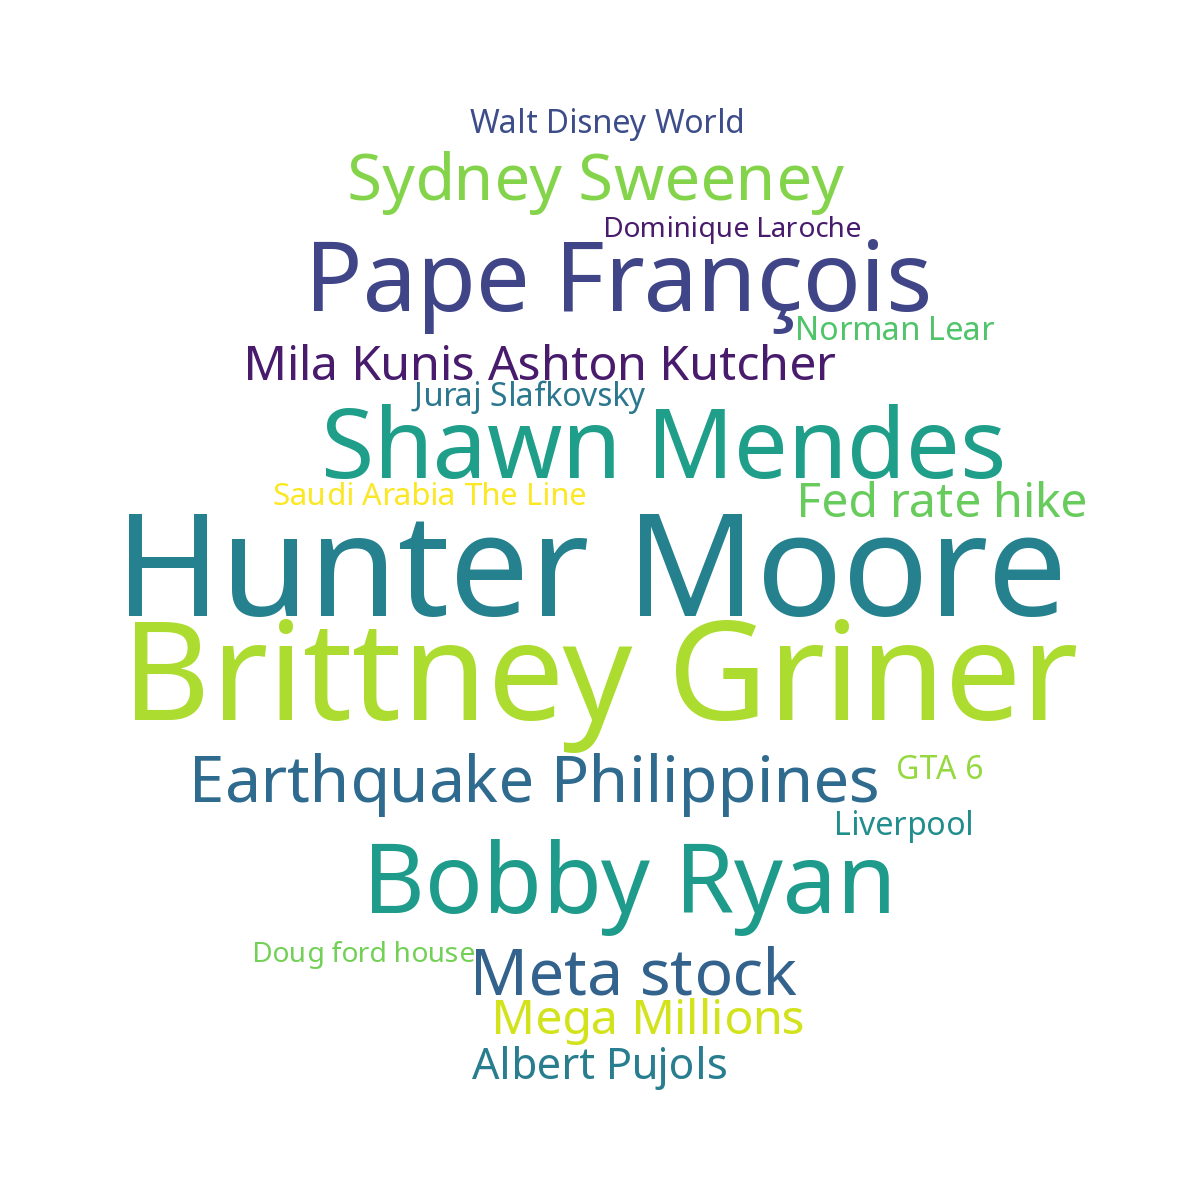 Walt Disney World
Sydney Sweeney
Dominique Laroche
Pape François
Norman Lear
Mila Kunis Ashton Kutcher
Juraj Slafkovsky
Shawn Mendes
Saudi Arabia The Line
Fed rate hike
Hunter Moore
Brittney Griner
Earthquake Philippines
GTA 6
Liverpool
Bobby Ryan
Doug ford house
Meta stock
Mega Millions
Albert Pujols